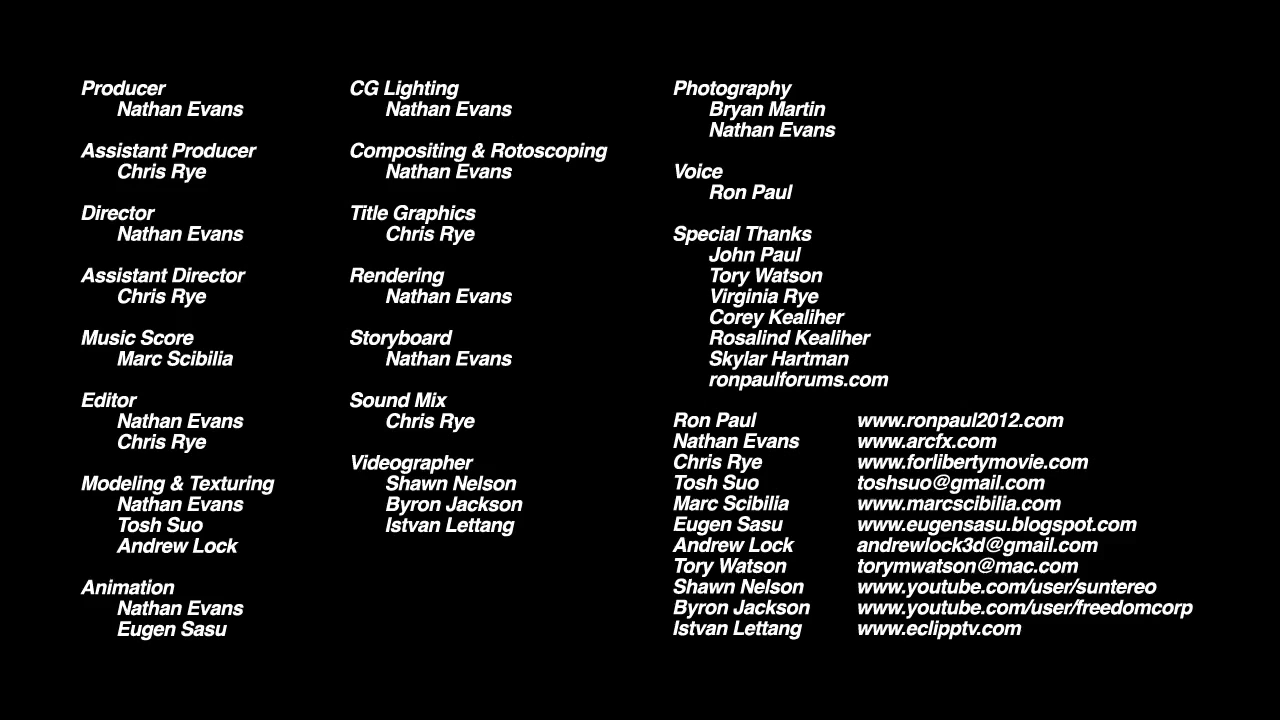 Producer
Nathan Evans
Assistant Producer
Chris Rye
Director
Nathan Evans
Assistant Director
Chris Rye
Music Score
Marc Scibilia
Editor
Nathan Evans
Chris Rye
Modeling & Texturing
Nathan Evans
Tosh Suo
Andrew Lock
Animation
Nathan Evans
Eugen Sasu
CG Lighting
Nathan Evans
Compositing & Rotoscoping
Nathan Evans
Title Graphics
Chris Rye
Rendering
Nathan Evans
Storyboard
Nathan Evans
Sound Mix
Chris Rye
Videographer
Shawn Nelson
Byron Jackson
Istvan Lettang
Photography
Bryan Martin
Nathan Evans
Voice
Ron Paul
Special Thanks
John Paul
Tory Watson
Virginia Rye
Corey Kealiher
Rosalind Kealiher
Skylar Hartman
ronpaulforums.com
Ron Paul www.ronpaul2012.com
Nathan Evans www.arcfx.com
Chris Rye www.forlibertymovie.com
Tosh Suo toshsuo@gmail.com
Marc Scibilia www.marcscibilia.com
Eugen Sasu www.eugensasu.blogspot.com
Andrew Lock andrewlock3d@gmail.com
Tory Watson torymwatson@mac.com
Shawn Nelson www.youtube.com/user/suntereo
Byron Jackson www.youtube.com/user/freedomcorp
Istvan Lettang www.eclipptv.com